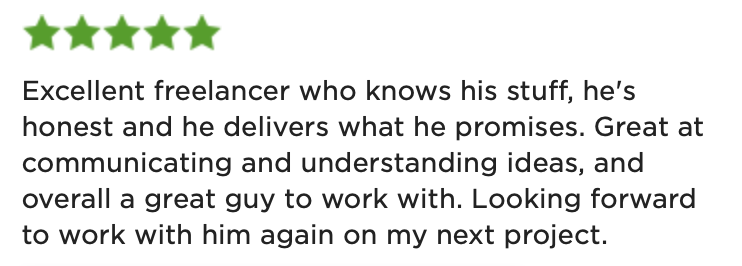 Excellent freelancer who knows his stuff, he's
honest and he delivers what he promises. Great at
communicating and understanding ideas, and
overall a great guy to work with. Looking forward
to work with him again on my next project.